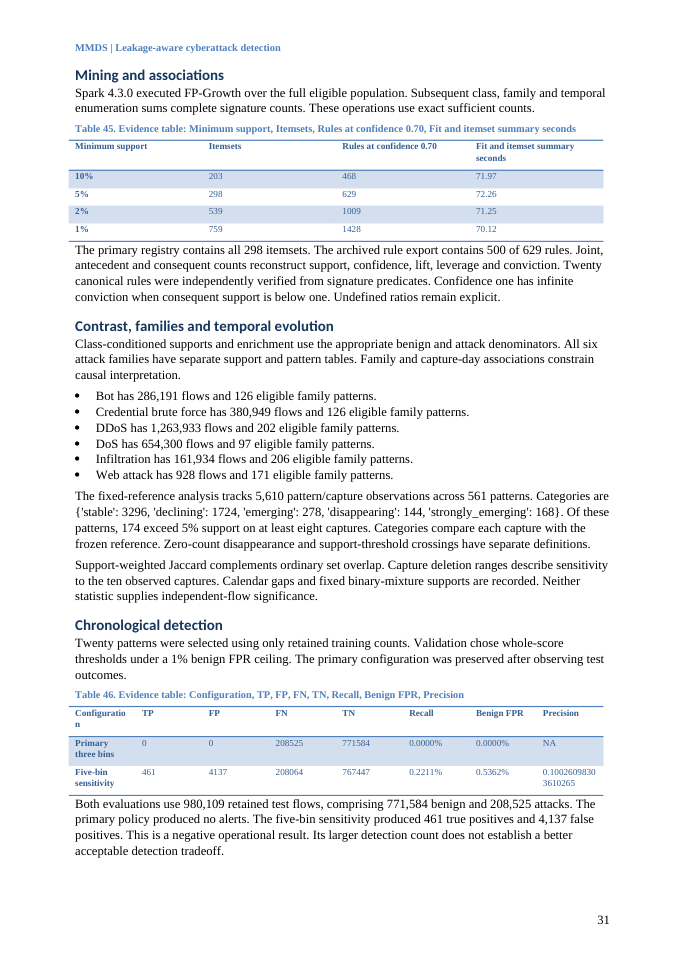 MMDS | Leakage-aware cyberattack detection
Mining and associations
Spark 4.3.0 executed FP-Growth over the full eligible population. Subsequent class, family and temporal
enumeration sums complete signature counts. These operations use exact sufficient counts.
Table 45. Evidence table: Minimum support, Itemsets, Rules at confidence 0.70, Fit and itemset summary seconds
Minimum support Itemsets Rules at confidence 0.70 Fit and itemset summary
seconds
10% 203 468 71.97
5% 298 629 72.26
2% 539 1009 71.25
1% 759 1428 70.12
The primary registry contains all 298 itemsets. The archived rule export contains 500 of 629 rules. Joint,
antecedent and consequent counts reconstruct support, confidence, lift, leverage and conviction. Twenty
canonical rules were independently verified from signature predicates. Confidence one has infinite
conviction when consequent support is below one. Undefined ratios remain explicit.
Contrast, families and temporal evolution
Class-conditioned supports and enrichment use the appropriate benign and attack denominators. All six
attack families have separate support and pattern tables. Family and capture-day associations constrain
causal interpretation.
• Bot has 286,191 flows and 126 eligible family patterns.
• Credential brute force has 380,949 flows and 126 eligible family patterns.
• DDoS has 1,263,933 flows and 202 eligible family patterns.
• DoS has 654,300 flows and 97 eligible family patterns.
• Infiltration has 161,934 flows and 206 eligible family patterns.
• Web attack has 928 flows and 171 eligible family patterns.
The fixed-reference analysis tracks 5,610 pattern/capture observations across 561 patterns. Categories are
{'stable': 3296, 'declining': 1724, 'emerging': 278, 'disappearing': 144, 'strongly_emerging': 168}. Of these
patterns, 174 exceed 5% support on at least eight captures. Categories compare each capture with the
frozen reference. Zero-count disappearance and support-threshold crossings have separate definitions.
Support-weighted Jaccard complements ordinary set overlap. Capture deletion ranges describe sensitivity
to the ten observed captures. Calendar gaps and fixed binary-mixture supports are recorded. Neither
statistic supplies independent-flow significance.
Chronological detection
Twenty patterns were selected using only retained training counts. Validation chose whole-score
thresholds under a 1% benign FPR ceiling. The primary configuration was preserved after observing test
outcomes.
Table 46. Evidence table: Configuration, TP, FP, FN, TN, Recall, Benign FPR, Precision
Configuratio TP FP FN TN Recall Benign FPR Precision
n
Primary 0 0 208525 771584 0.0000% 0.0000% NA
three bins
Five-bin 461 4137 208064 767447 0.2211% 0.5362% 0.1002609830
sensitivity 3610265
Both evaluations use 980,109 retained test flows, comprising 771,584 benign and 208,525 attacks. The
primary policy produced no alerts. The five-bin sensitivity produced 461 true positives and 4,137 false
positives. This is a negative operational result. Its larger detection count does not establish a better
acceptable detection tradeoff.
31